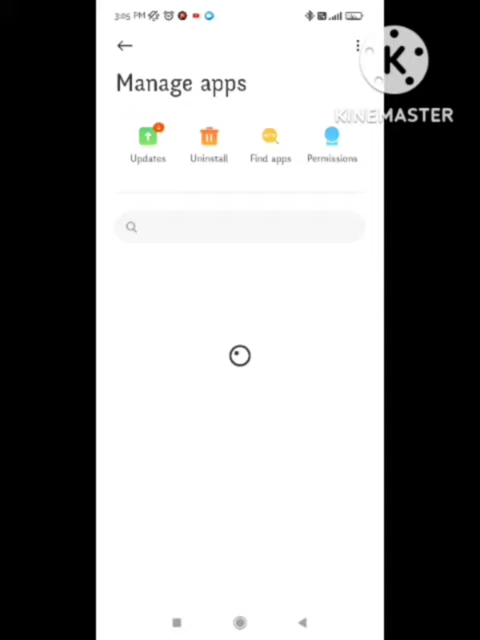 3:05 PM
Manage apps
K
KINEMASTER
Updates
Uninstall
Find apps
Permissions